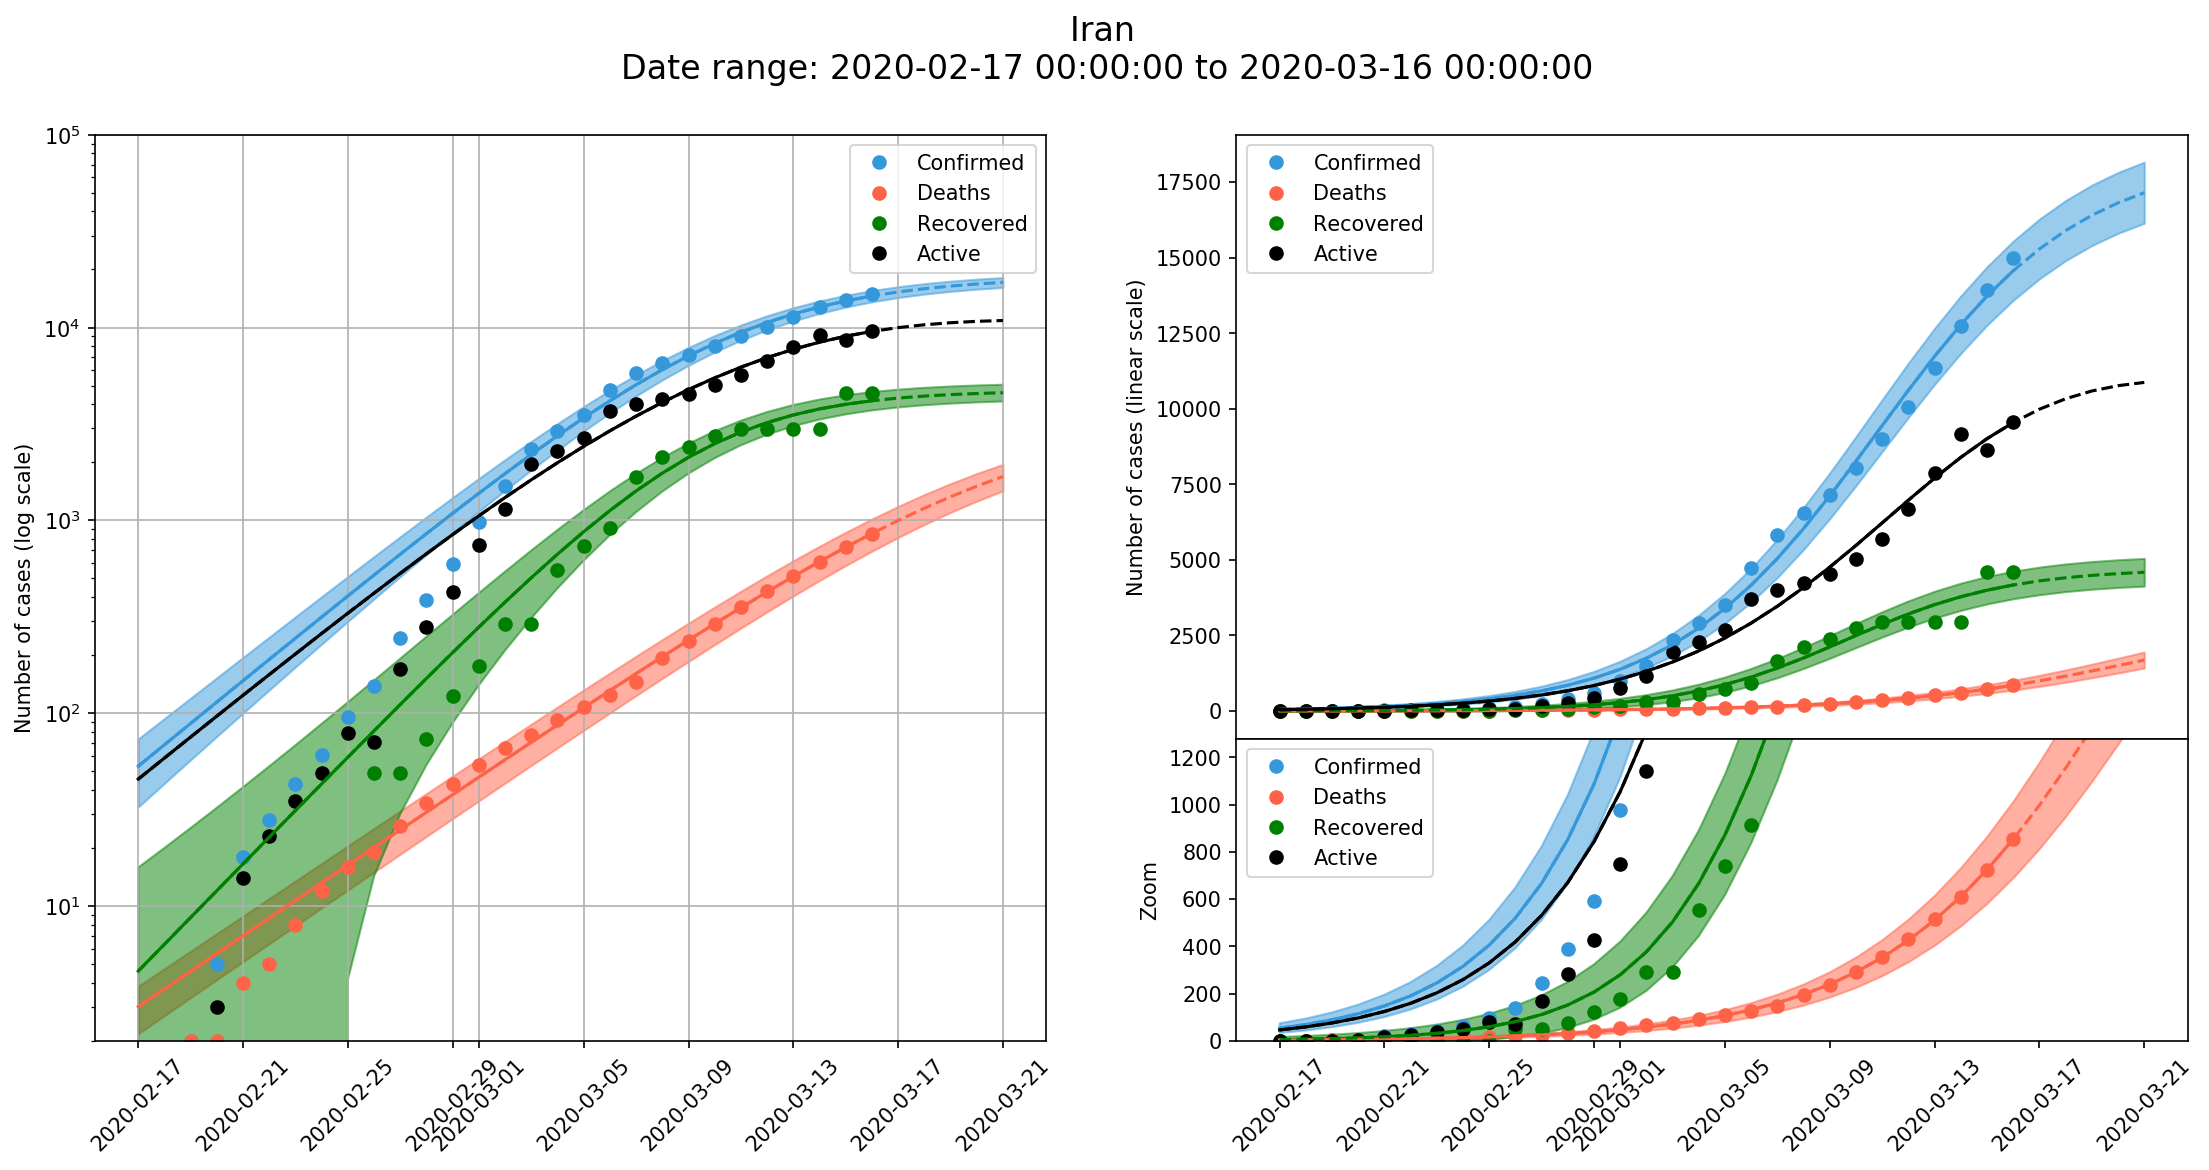 Iran
Date range: 2020-02-17 00:00:00 to 2020-03-16 00:00:00
Number of cases (log scale)
10^5
10^4
10^3
10^2
10^1
Confirmed
Deaths
Recovered
Active
2020-02-17
2020-02-21
2020-02-25
2020-02-29
2020-03-01
2020-03-05
2020-03-09
2020-03-13
2020-03-17
2020-03-21
Number of cases (linear scale)
17500
15000
12500
10000
7500
5000
2500
0
Confirmed
Deaths
Recovered
Active
Zoom
1200
1000
800
600
400
200
0
Confirmed
Deaths
Recovered
Active
2020-02-17
2020-02-21
2020-02-25
2020-02-29
2020-03-01
2020-03-05
2020-03-09
2020-03-13
2020-03-17
2020-03-21